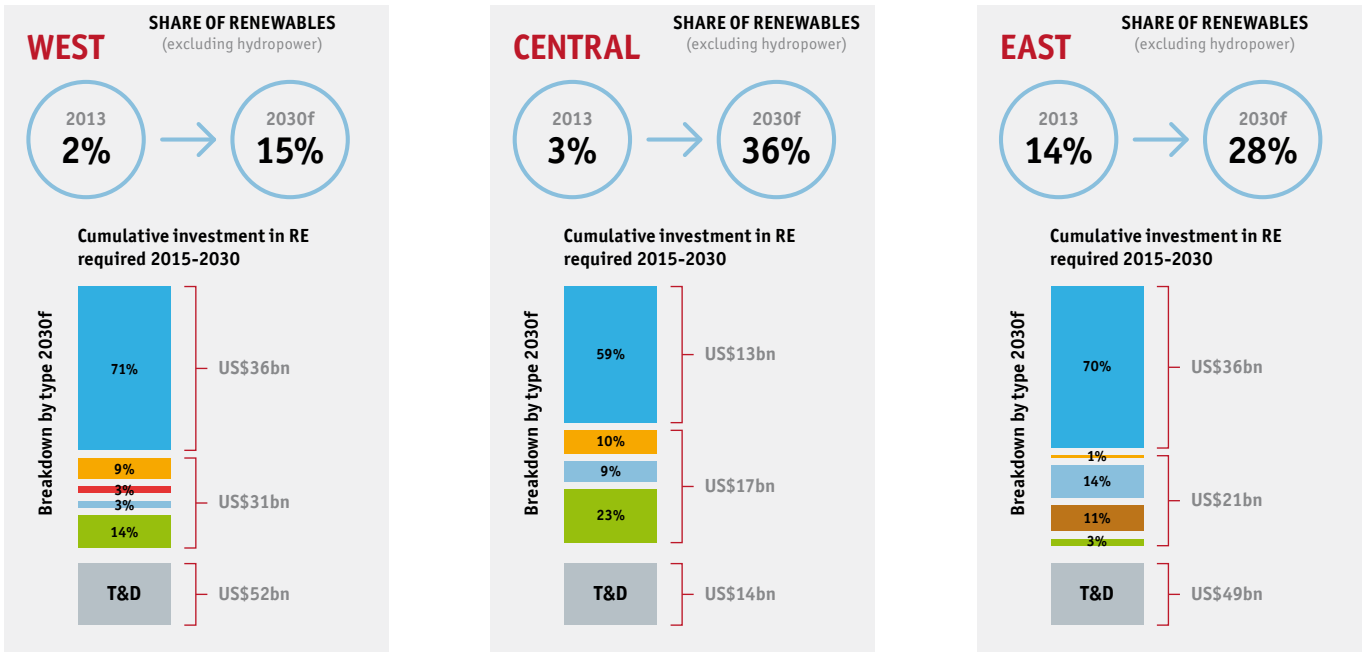 WEST
SHARE OF RENEWABLES
(excluding hydropower)
2013
2%
2030f
15%
Cumulative investment in RE
required 2015-2030
Breakdown by type 2030f
71%
US$36bn
9%
3%
3%
14%
US$31bn
T&D
US$52bn
CENTRAL
SHARE OF RENEWABLES
(excluding hydropower)
2013
3%
2030f
36%
Cumulative investment in RE
required 2015-2030
Breakdown by type 2030f
59%
US$13bn
10%
9%
23%
US$17bn
T&D
US$14bn
EAST
SHARE OF RENEWABLES
(excluding hydropower)
2013
14%
2030f
28%
Cumulative investment in RE
required 2015-2030
Breakdown by type 2030f
70%
US$36bn
1%
14%
11%
3%
US$21bn
T&D
US$49bn